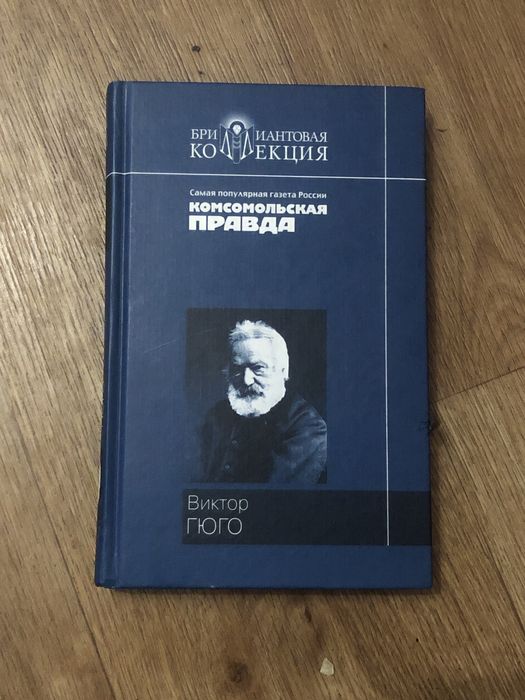 БРИЛЛИАНТОВАЯ
КОЛЛЕКЦИЯ
Самая популярная газета России
КОМСОМОЛЬСКАЯ
ПРАВДА
Виктор
ГЮГО